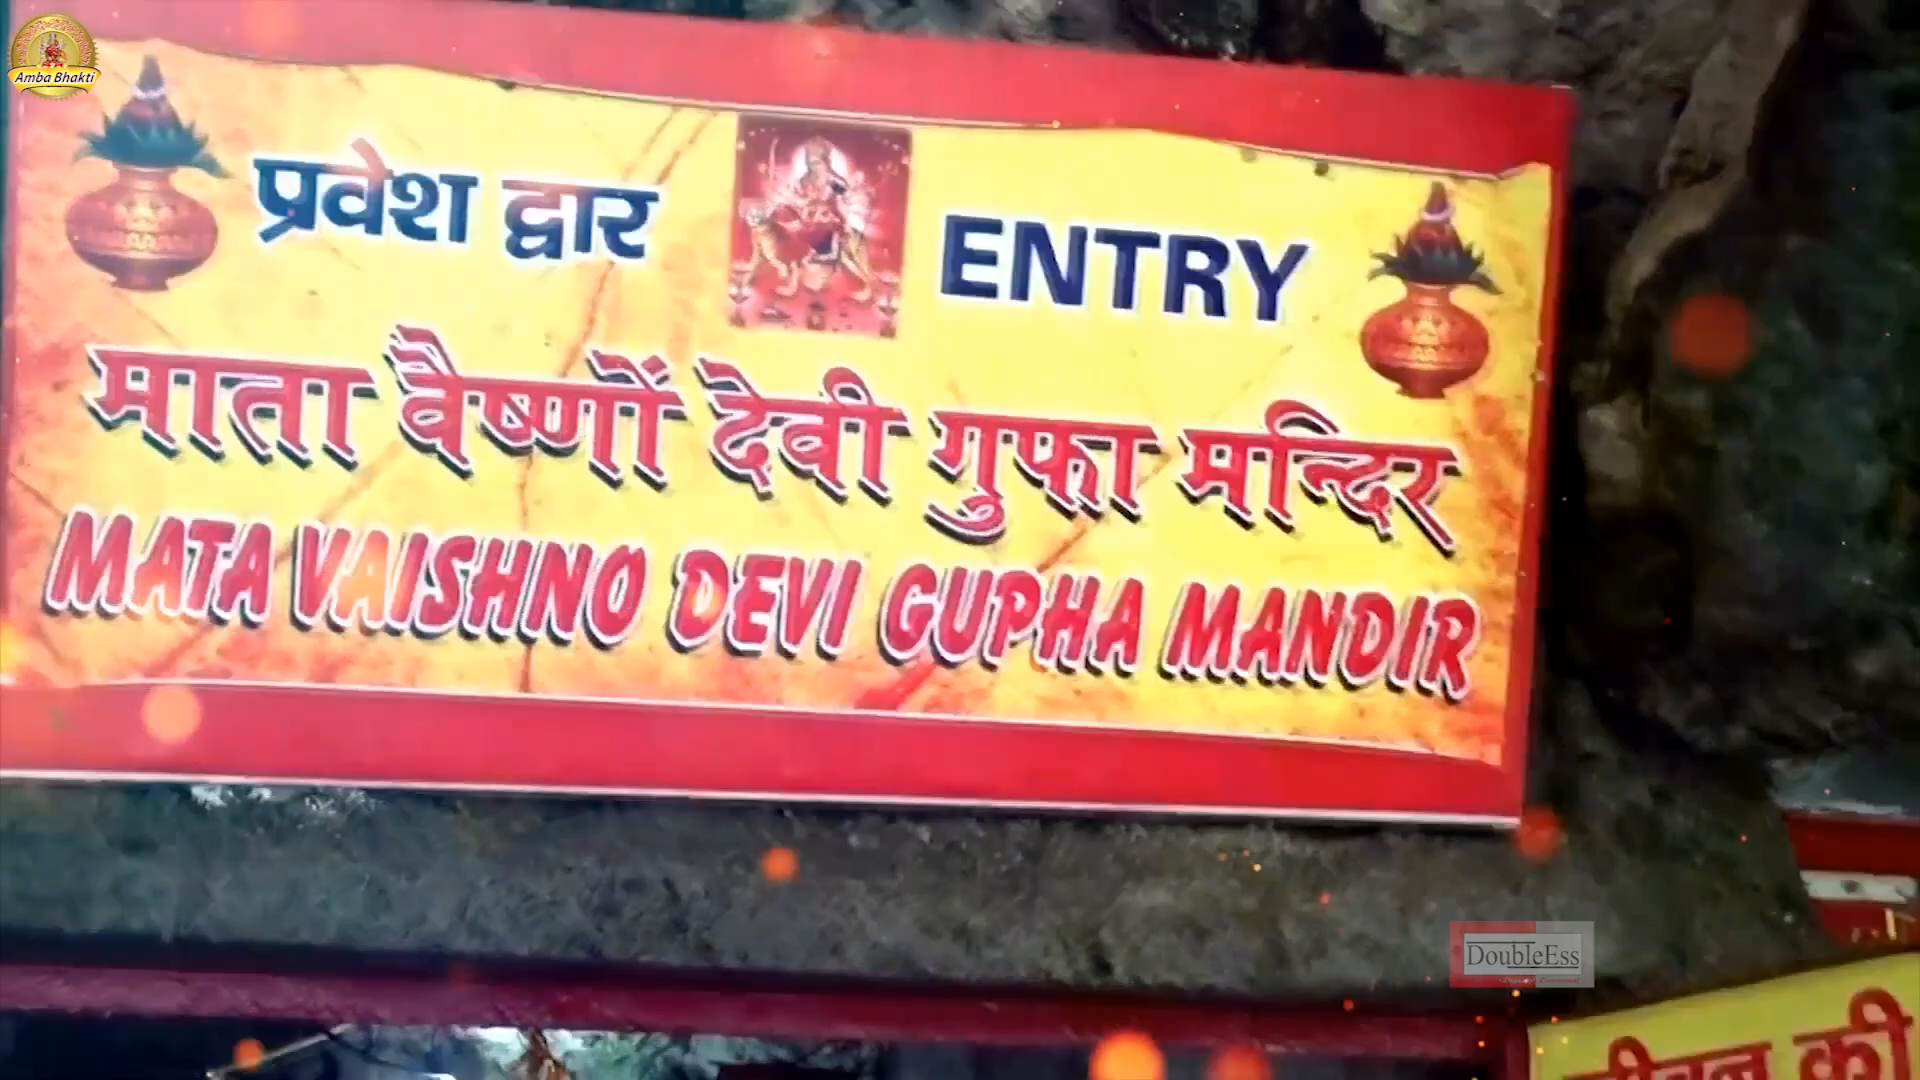 Amba Bhakti
प्रवेश द्वार ENTRY
माता वैष्णों देवी गुफा मन्दिर
MATA VAISHNO DEVI GUPHA MANDIR
DoubleEss
की